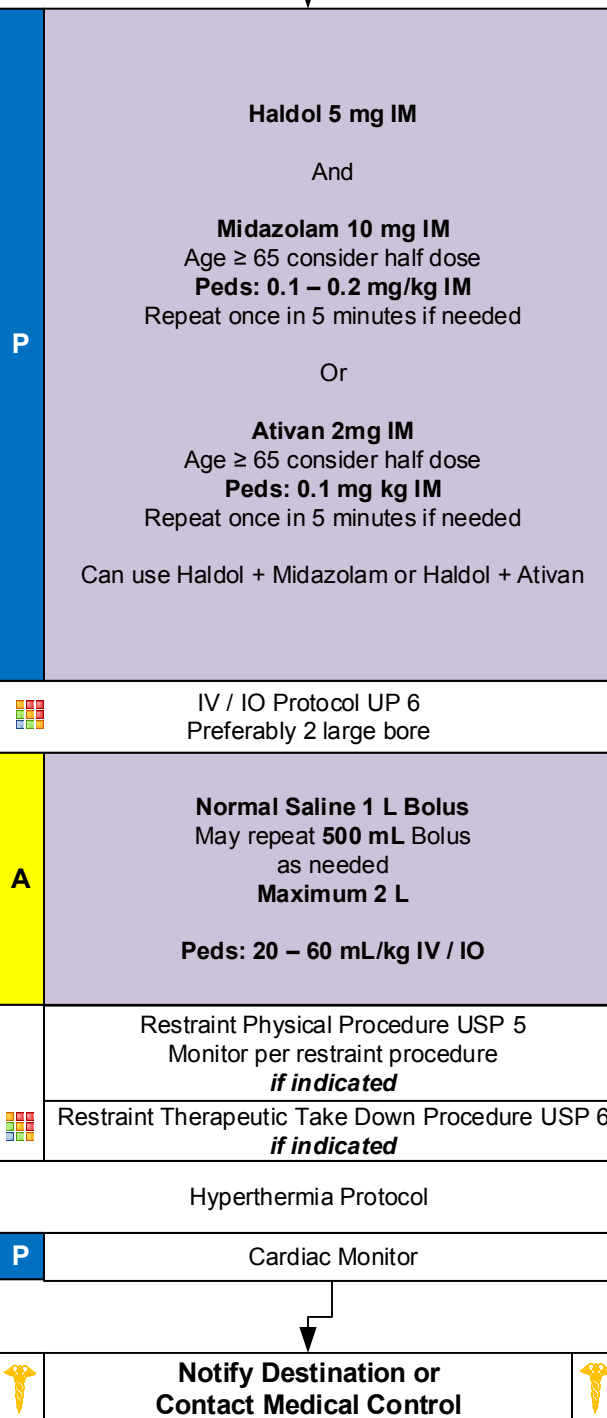 P
Haldol 5 mg IM
And
Midazolam 10 mg IM
Age ≥ 65 consider half dose
Peds: 0.1 – 0.2 mg/kg IM
Repeat once in 5 minutes if needed
Or
Ativan 2mg IM
Age ≥ 65 consider half dose
Peds: 0.1 mg kg IM
Repeat once in 5 minutes if needed
Can use Haldol + Midazolam or Haldol + Ativan
IV / IO Protocol UP 6
Preferably 2 large bore
A
Normal Saline 1 L Bolus
May repeat 500 mL Bolus
as needed
Maximum 2 L
Peds: 20 – 60 mL/kg IV / IO
Restraint Physical Procedure USP 5
Monitor per restraint procedure
if indicated
Restraint Therapeutic Take Down Procedure USP 6
if indicated
Hyperthermia Protocol
P
Cardiac Monitor
Notify Destination or
Contact Medical Control